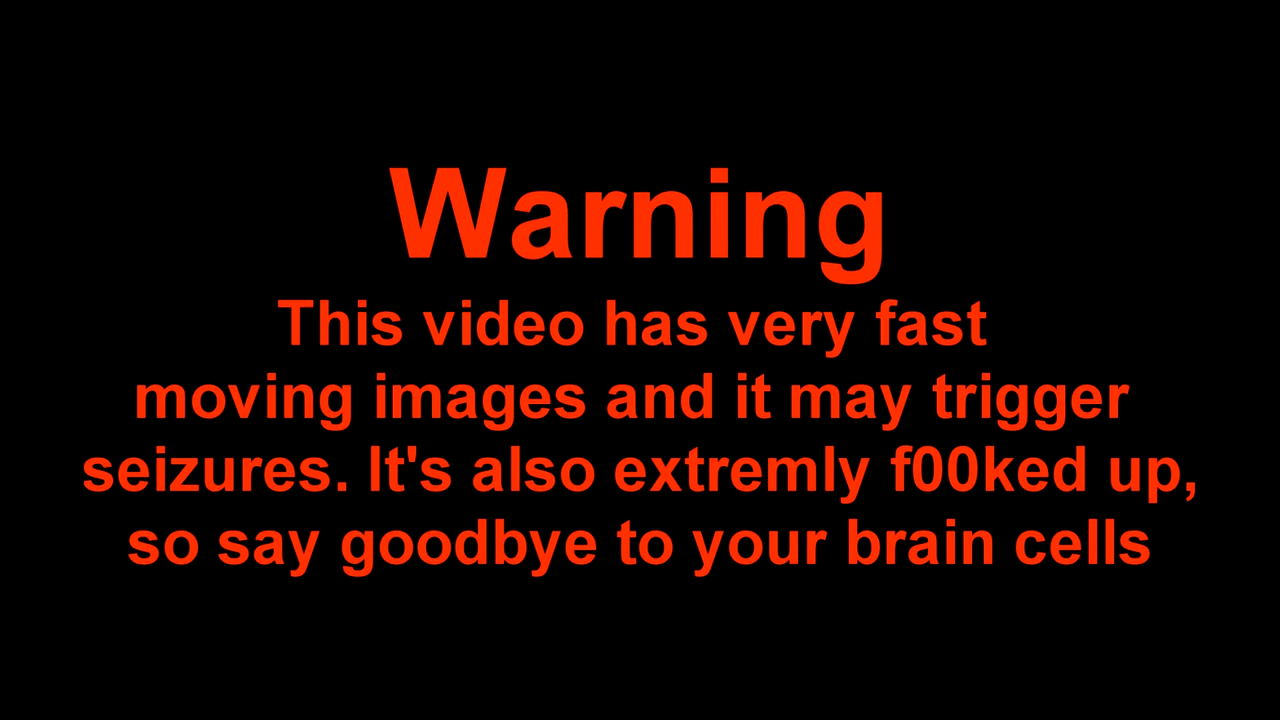 Warning
This video has very fast
moving images and it may trigger
seizures. It's also extremly f00ked up,
so say goodbye to your brain cells